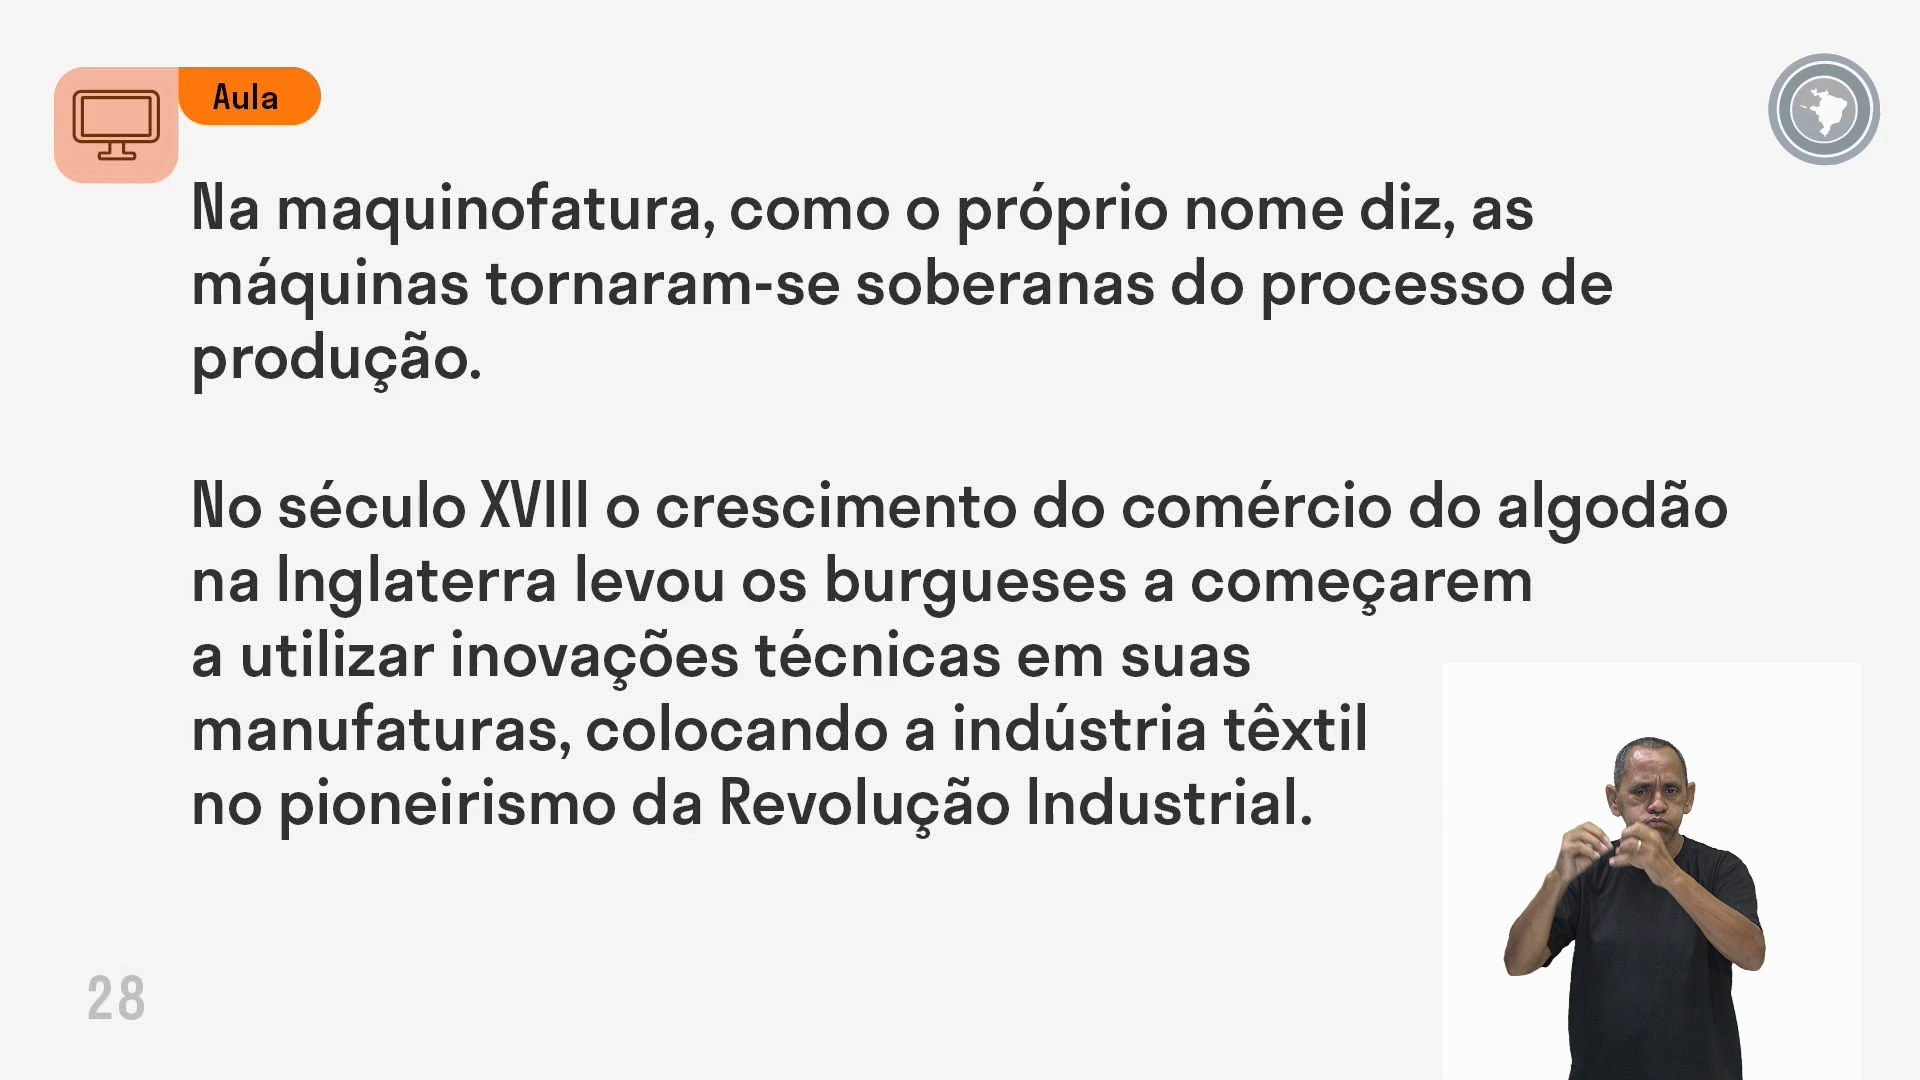 Aula
Na maquinofatura, como o próprio nome diz, as
máquinas tornaram-se soberanas do processo de
produção.
No século XVIII o crescimento do comércio do algodão
na Inglaterra levou os burgueses a começarem
a utilizar inovações técnicas em suas
manufaturas, colocando a indústria têxtil
no pioneirismo da Revolução Industrial.
28